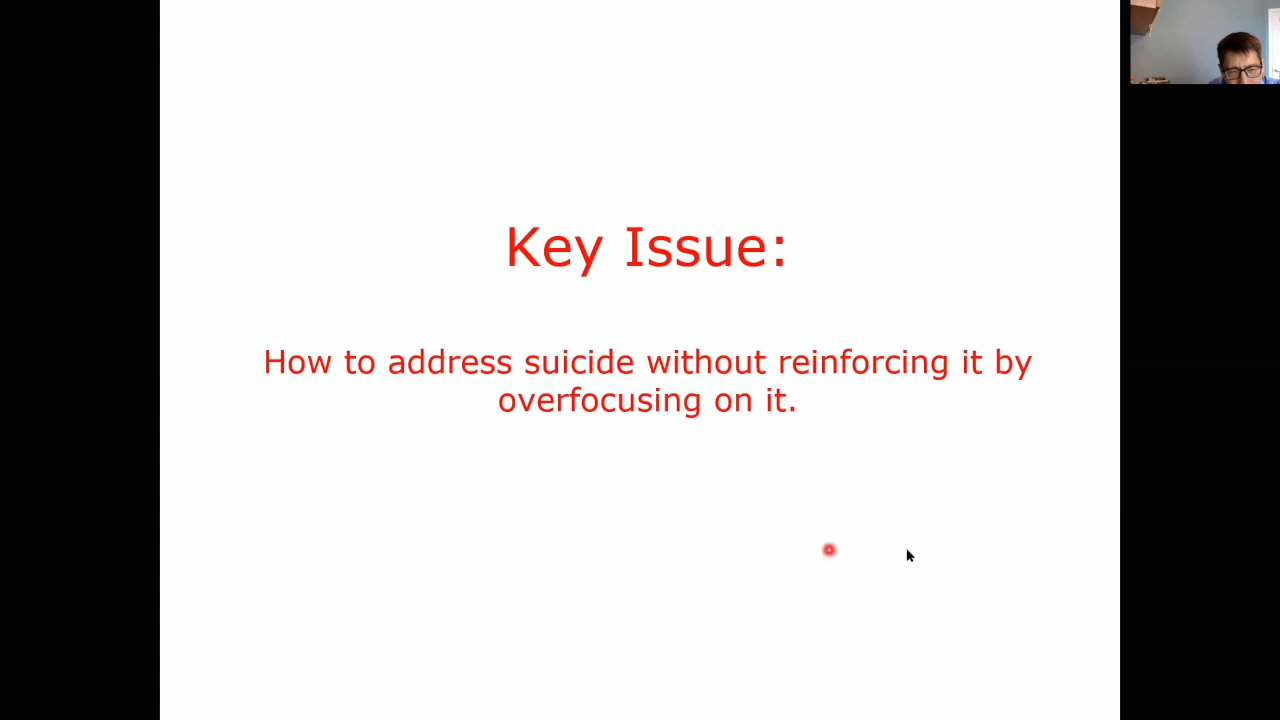 Key Issue:
How to address suicide without reinforcing it by
overfocusing on it.